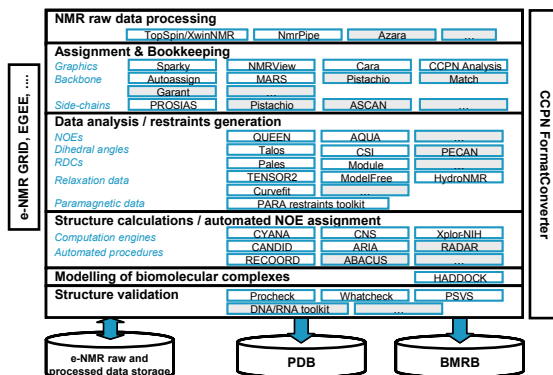 NMR raw data processing
TopSpin/XwinNMR NmrPipe Azara ...
Assignment & Bookkeeping
Graphics Sparky NMRView Cara CCPN Analysis
Backbone Autoassign MARS Pistachio Match
Garant ...
Side-chains PROSIAS Pistachio ASCAN ...
Data analysis / restraints generation
NOEs QUEEN AQUA ...
Dihedral angles Talos CSI PECAN
RDCs Pales Module ...
Relaxation data TENSOR2 ModelFree HydroNMR
Curvefit ...
Paramagnetic data PARA restraints toolkit
Structure calculations / automated NOE assignment
Computation engines CYANA CNS XplorNIH
Automated procedures CANDID ARIA RADAR
RECOORD ABACUS ...
Modelling of biomolecular complexes HADDOCK
Structure validation Procheck Whatcheck PSVS
DNA/RNA toolkit ...
e-NMR GRID, EGEE, ....
CCPN FormatConverter
e-NMR raw and
processed data storage
PDB
BMRB